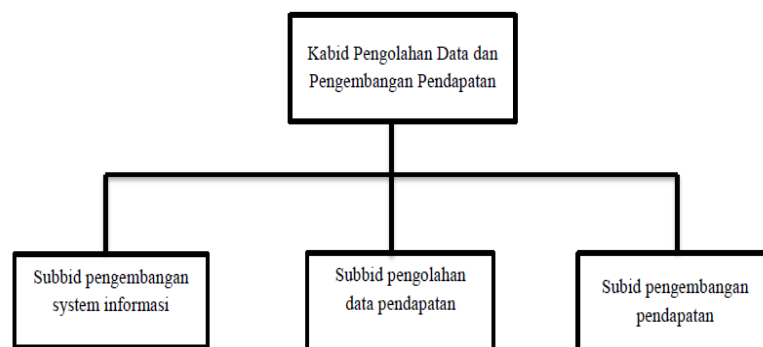 Kabid Pengolahan Data dan
Pengembangan Pendapatan
Subbid pengembangan
system informasi
Subbid pengolahan
data pendapatan
Subid pengembangan
pendapatan